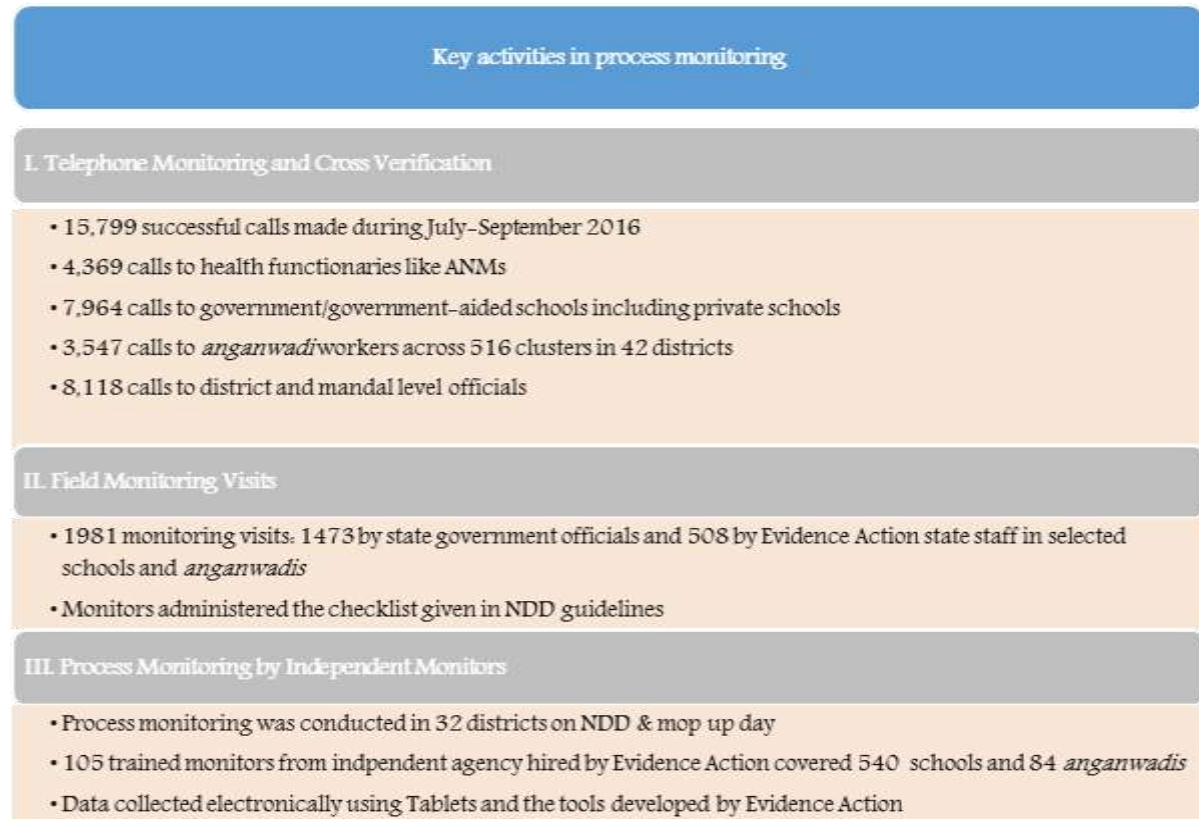 Key activities in process monitoring
I. Telephone Monitoring and Cross Verification
• 15,799 successful calls made during July-September 2016
• 4,369 calls to health functionaries like ANMs
• 7,964 calls to government/government-aided schools including private schools
• 3,547 calls to anganwadi workers across 516 clusters in 42 districts
• 8,118 calls to district and mandal level officials
II. Field Monitoring Visits
• 1981 monitoring visits: 1473 by state government officials and 508 by Evidence Action state staff in selected
schools and anganwadis
• Monitors administered the checklist given in NDD guidelines
III. Process Monitoring by Independent Monitors
• Process monitoring was conducted in 32 districts on NDD & mop up day
• 105 trained monitors from indpendent agency hired by Evidence Action covered 540 schools and 84 anganwadis
• Data collected electronically using Tablets and the tools developed by Evidence Action